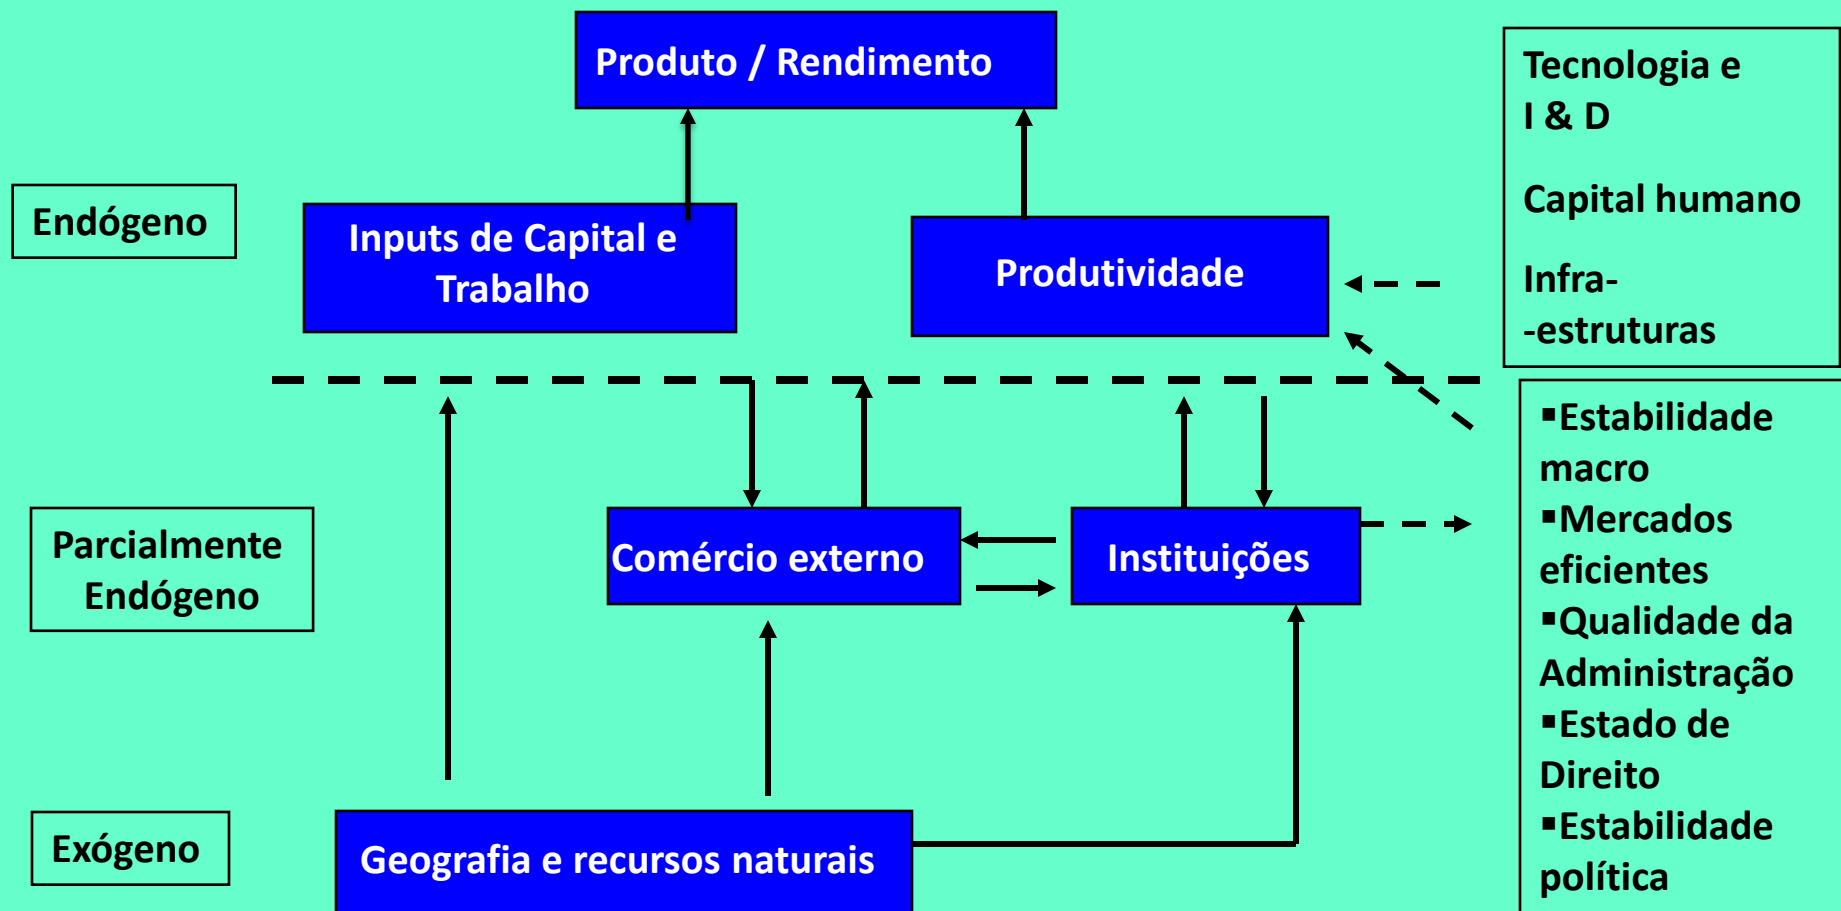 Produto / Rendimento
Tecnologia e
I & D
Capital humano
Infra-
-estruturas
Endógeno
Inputs de Capital e
Trabalho
Produtividade
▪Estabilidade
macro
▪Mercados
eficientes
▪Qualidade da
Administração
▪Estado de
Direito
▪Estabilidade
política
Parcialmente
Endógeno
Comércio externo
Instituições
Exógeno
Geografia e recursos naturais